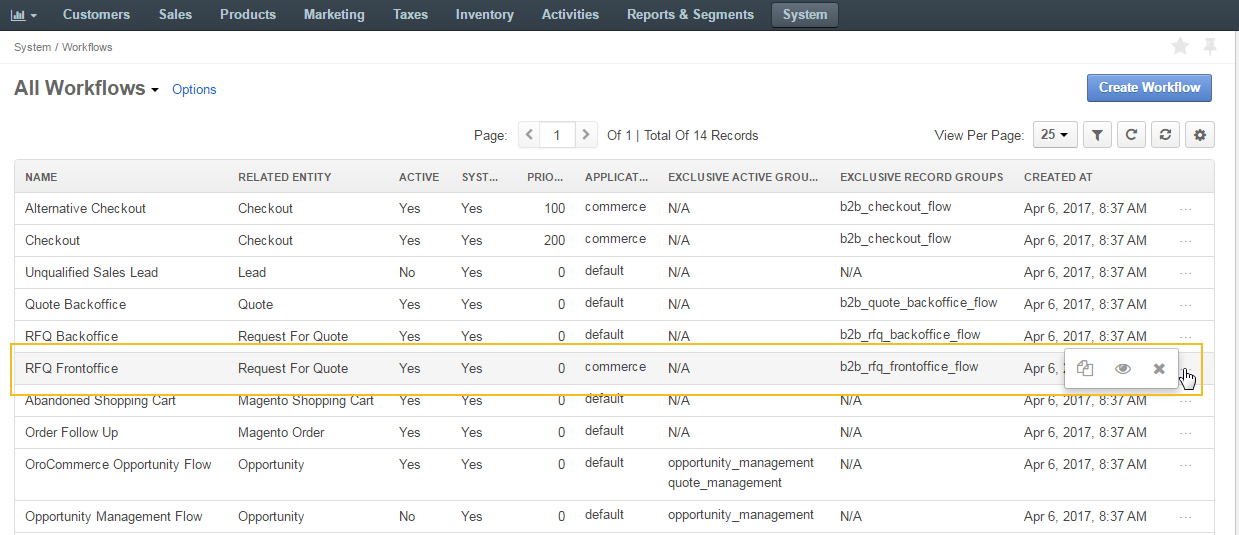 Customers Sales Products Marketing Taxes Inventory Activities Reports & Segments System
System / Workflows
All Workflows Options Create Workflow
Page: 1 Of 1 | Total Of 14 Records View Per Page: 25
NAME RELATED ENTITY ACTIVE SYST... PRIO... APPLICAT... EXCLUSIVE ACTIVE GROU... EXCLUSIVE RECORD GROUPS CREATED AT
Alternative Checkout Checkout Yes Yes 100 commerce N/A b2b_checkout_flow Apr 6, 2017, 8:37 AM ...
Checkout Checkout Yes Yes 200 commerce N/A b2b_checkout_flow Apr 6, 2017, 8:37 AM ...
Unqualified Sales Lead Lead No Yes 0 default N/A N/A Apr 6, 2017, 8:37 AM ...
Quote Backoffice Quote Yes Yes 0 default N/A b2b_quote_backoffice_flow Apr 6, 2017, 8:37 AM ...
RFQ Backoffice Request For Quote Yes Yes 0 default N/A b2b_rfq_backoffice_flow Apr 6, 2017, 8:37 AM ...
RFQ Frontoffice Request For Quote Yes Yes 0 commerce N/A b2b_rfq_frontoffice_flow Apr 6,
Abandoned Shopping Cart Magento Shopping Cart Yes Yes 0 default N/A N/A Apr 6, 2017, 8:37 AM ...
Order Follow Up Magento Order Yes Yes 0 default N/A N/A Apr 6, 2017, 8:37 AM ...
OroCommerce Opportunity Flow Opportunity Yes Yes 0 default opportunity_management N/A Apr 6, 2017, 8:37 AM ...
quote_management
Opportunity Management Flow Opportunity No Yes 0 default opportunity_management N/A Apr 6, 2017, 8:37 AM ...